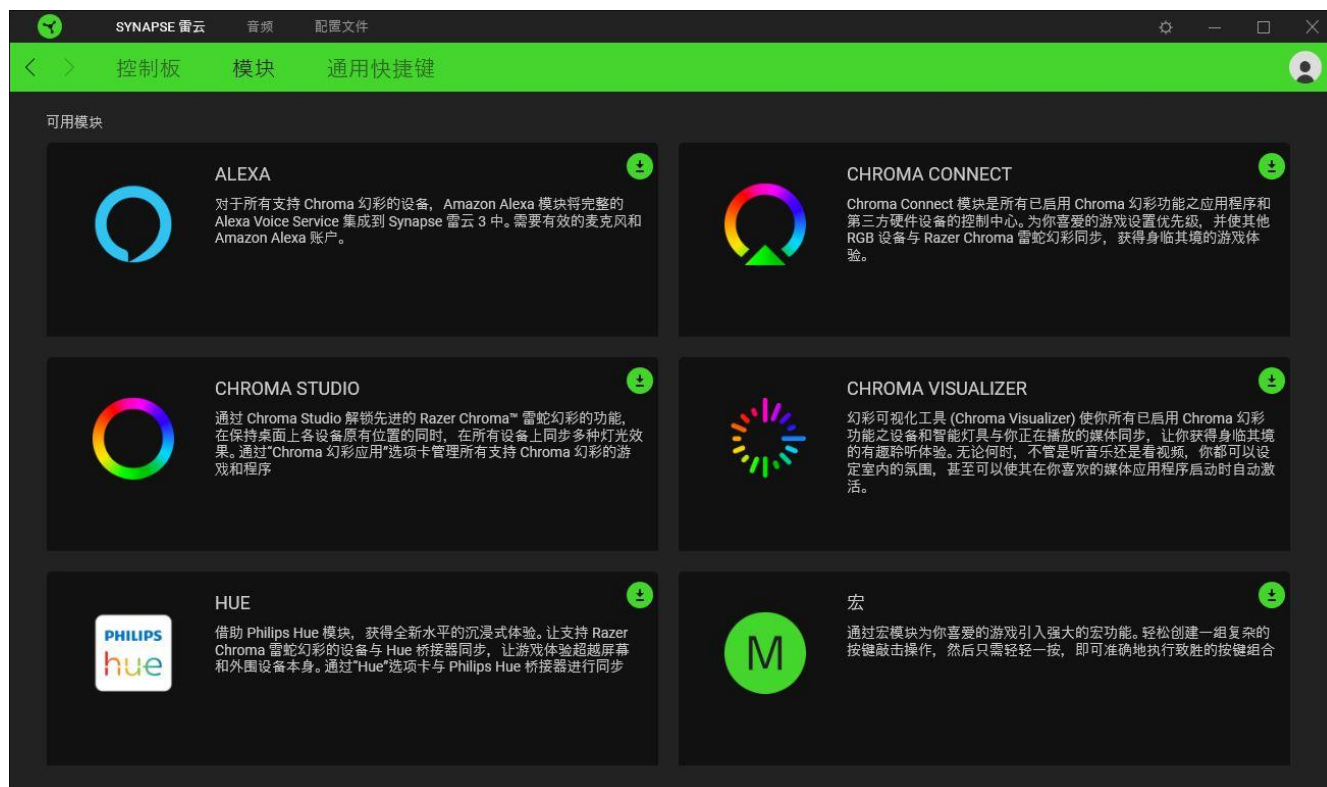 SYNAPSE 雷云 音频 配置文件
控制板 模块 通用快捷键
可用模块
ALEXA
对于所有支持 Chroma 幻彩的设备，Amazon Alexa 模块将完整的
Alexa Voice Service 集成到 Synapse 雷云 3 中。需要有效的麦克风和
Amazon Alexa 账户。
CHROMA CONNECT
Chroma Connect 模块是所有已启用 Chroma 幻彩功能之应用程序和
第三方硬件设备的控制中心。为你喜爱的游戏设置优先级，并使其他
RGB 设备与 Razer Chroma 雷蛇幻彩同步，获得身临其境的游戏体
验。
CHROMA STUDIO
通过 Chroma Studio 解锁先进的 Razer Chroma™ 雷蛇幻彩的功能，
在保持桌面上各设备原有位置的同时，在所有设备上同步多种灯光效
果。通过“Chroma 幻彩应用”选项卡管理所有支持 Chroma 幻彩的游
戏和程序
CHROMA VISUALIZER
幻彩可视化工具 (Chroma Visualizer) 使你所有已启用 Chroma 幻彩
功能之设备和智能灯具与你正在播放的媒体同步，让你获得身临其境
的有趣聆听体验。无论何时，不管是听音乐还是看视频，你都可以设
定室内的氛围，甚至可以使其在你喜欢的媒体应用程序启动时自动激
活。
PHILIPS
hue
HUE
借助 Philips Hue 模块，获得全新水平的沉浸式体验。让支持 Razer
Chroma 雷蛇幻彩的设备与 Hue 桥接器同步，让游戏体验超越屏幕
和外围设备本身。通过“Hue”选项卡与 Philips Hue 桥接器进行同步
M
宏
通过宏模块为你喜爱的游戏引入强大的宏功能。轻松创建一组复杂的
按键敲击操作，然后只需轻轻一按，即可准确地执行致胜的按键组合